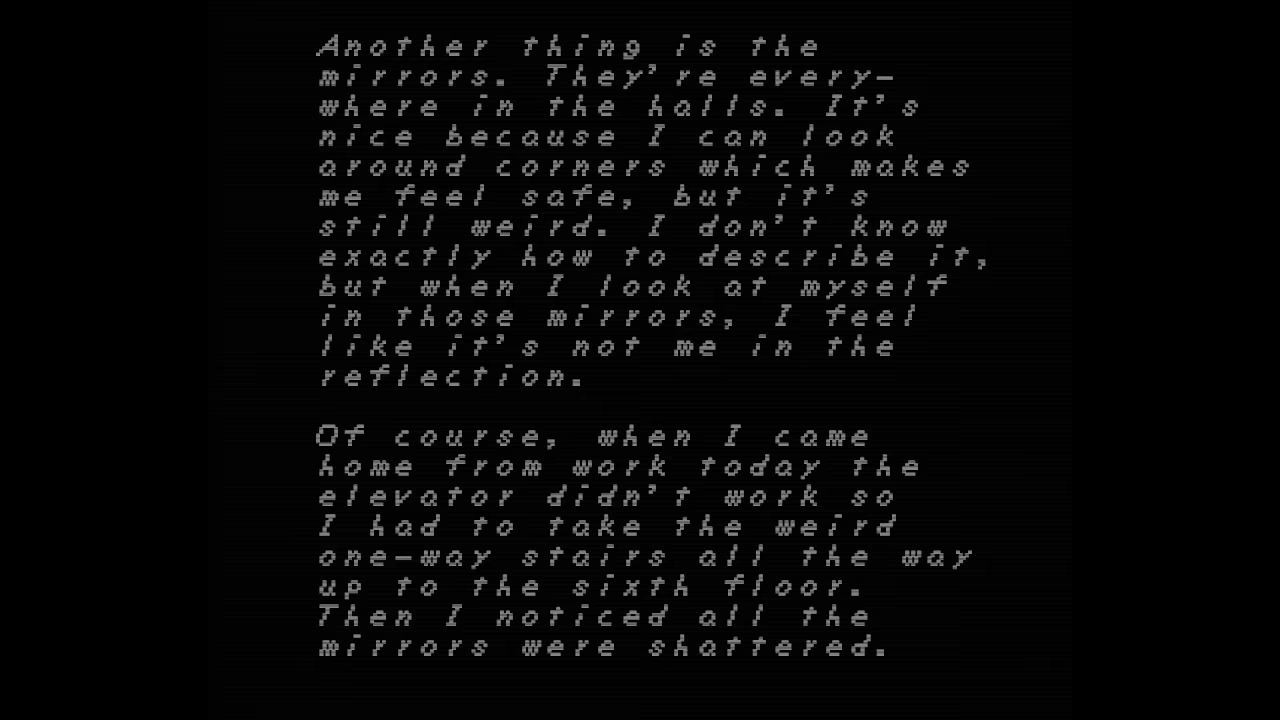 Another thing is the
mirrors. They're every-
where in the halls. It's
nice because I can look
around corners which makes
me feel safe, but it's
still weird. I don't know
exactly how to describe it,
but when I look at myself
in those mirrors, I feel
like it's not me in the
reflection.
Of course, when I came
home from work today the
elevator didn't work so
I had to take the weird
one-way stairs all the way
up to the sixth floor.
Then I noticed all the
mirrors were shattered.